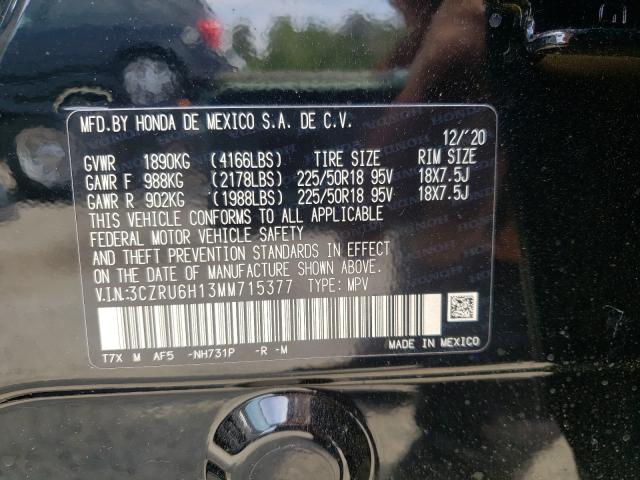 MFD.BY HONDA DE MEXICO S.A. DE C.V.
12/'20
GVWR 1890KG (4166LBS) TIRE SIZE RIM SIZE
GAWR F 988KG (2178LBS) 225/50R18 95V 18X7.5J
GAWR R 902KG (1988LBS) 225/50R18 95V 18X7.5J
THIS VEHICLE CONFORMS TO ALL APPLICABLE
FEDERAL MOTOR VEHICLE SAFETY
AND THEFT PREVENTION STANDARDS IN EFFECT
ON THE DATE OF MANUFACTURE SHOWN ABOVE.
V.I.N.:3CZRU6H13MM715377 TYPE: MPV
T7X M AF5 -NH731P -R -M
MADE IN MEXICO